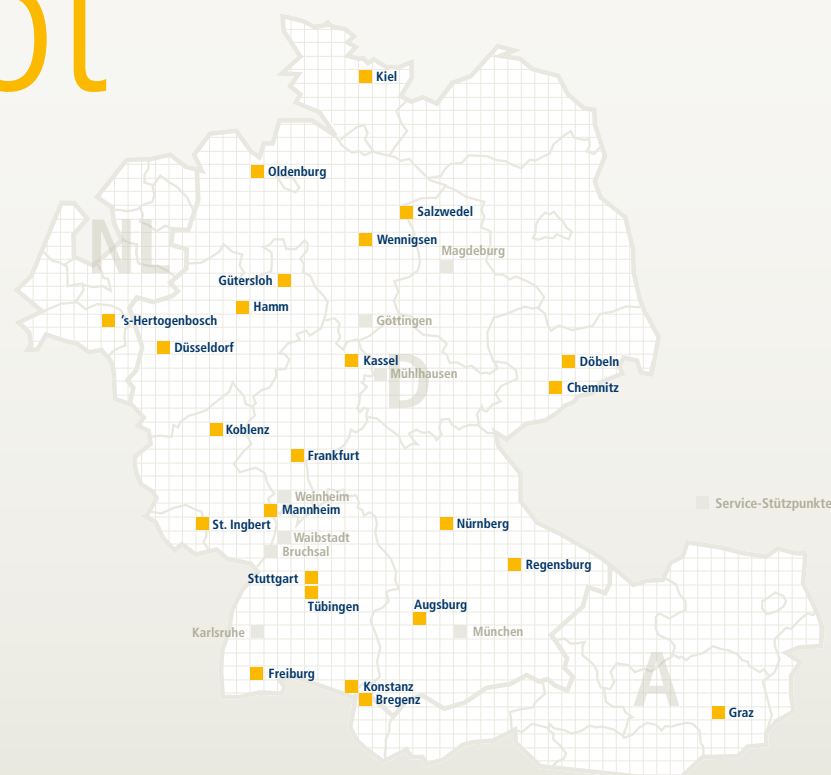 Kiel
Oldenburg
Salzwedel
NL
Wennigsen
Magdeburg
Gütersloh
Hamm
's-Hertogenbosch
Göttingen
Düsseldorf
Kassel
Döbeln
Mühlhausen
D
Chemnitz
Koblenz
Frankfurt
Weinheim
Service-Stützpunkte
Mannheim
St. Ingbert
Nürnberg
Waibstadt
Bruchsal
Regensburg
Stuttgart
Tübingen
Augsburg
Karlsruhe
München
Freiburg
A
Konstanz
Bregenz
Graz